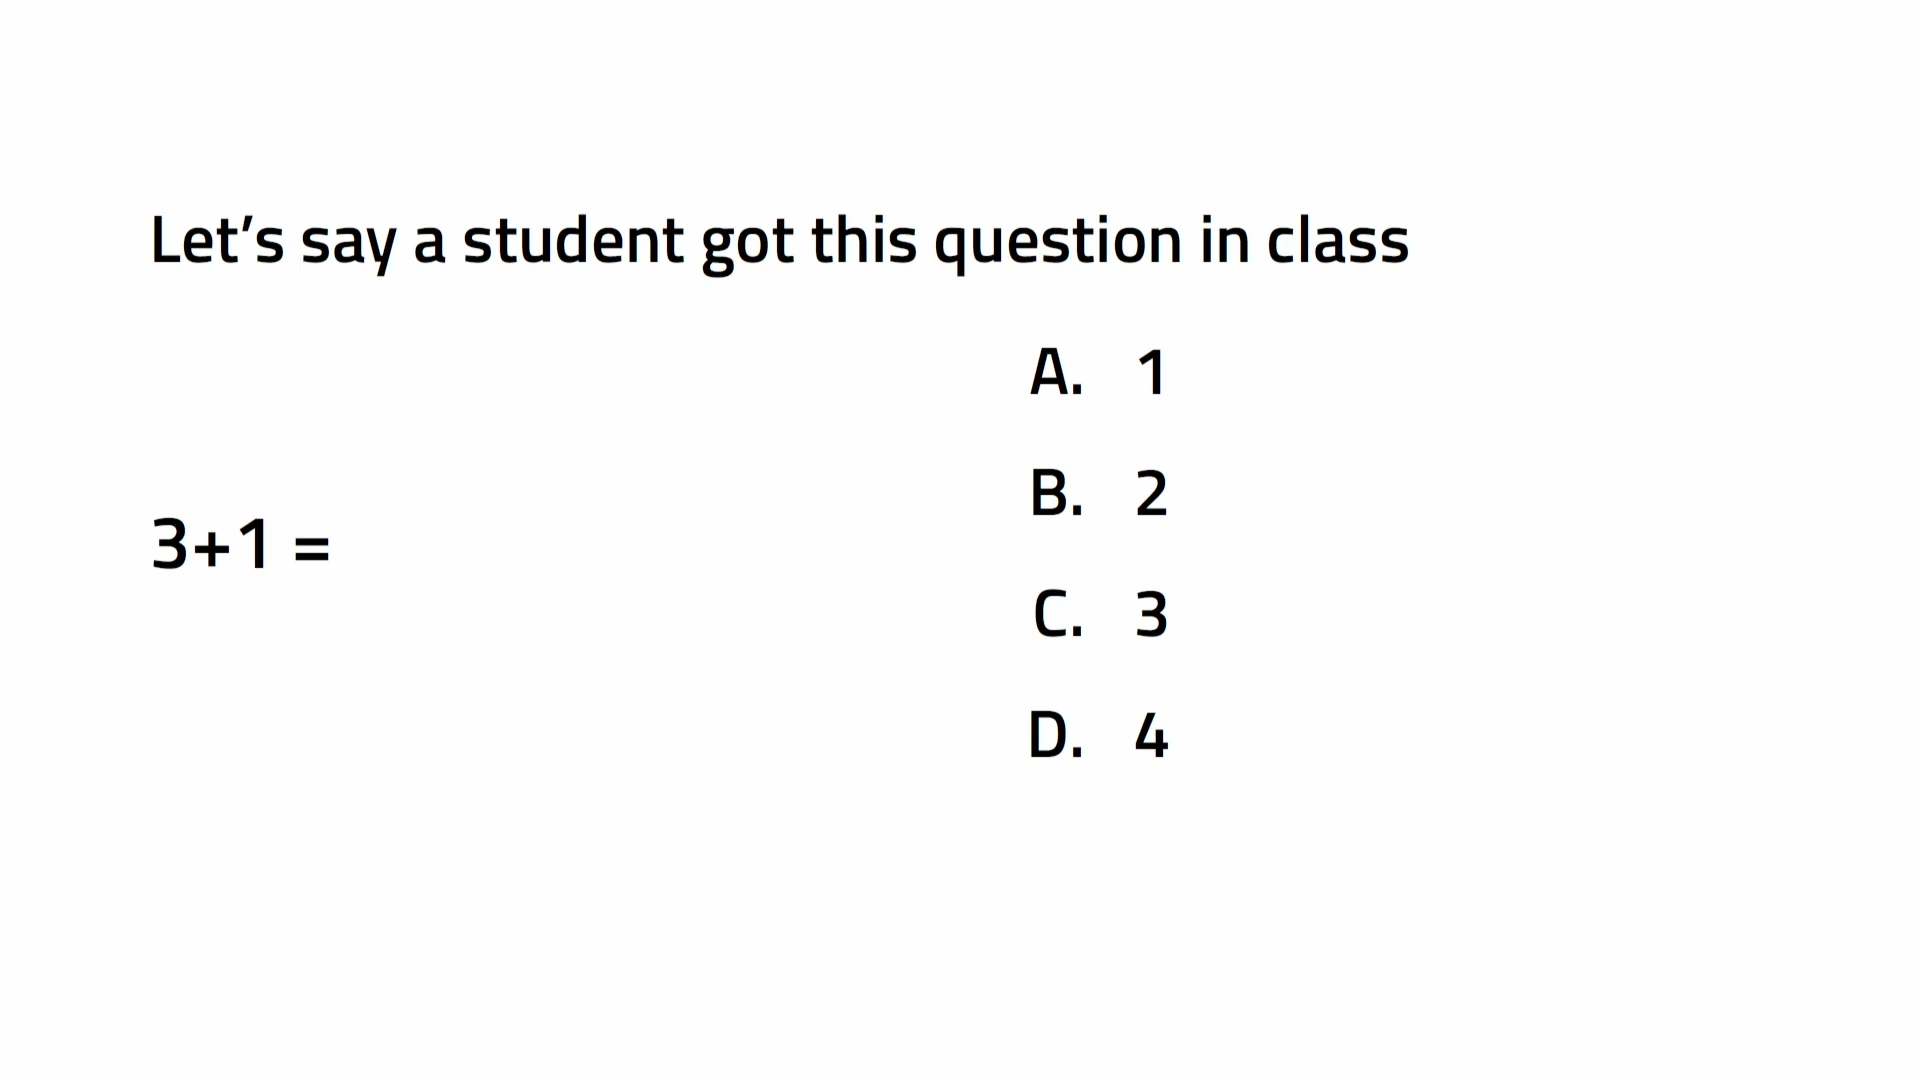 Let’s say a student got this question in class
3+1 =
A. 1
B. 2
C. 3
D. 4